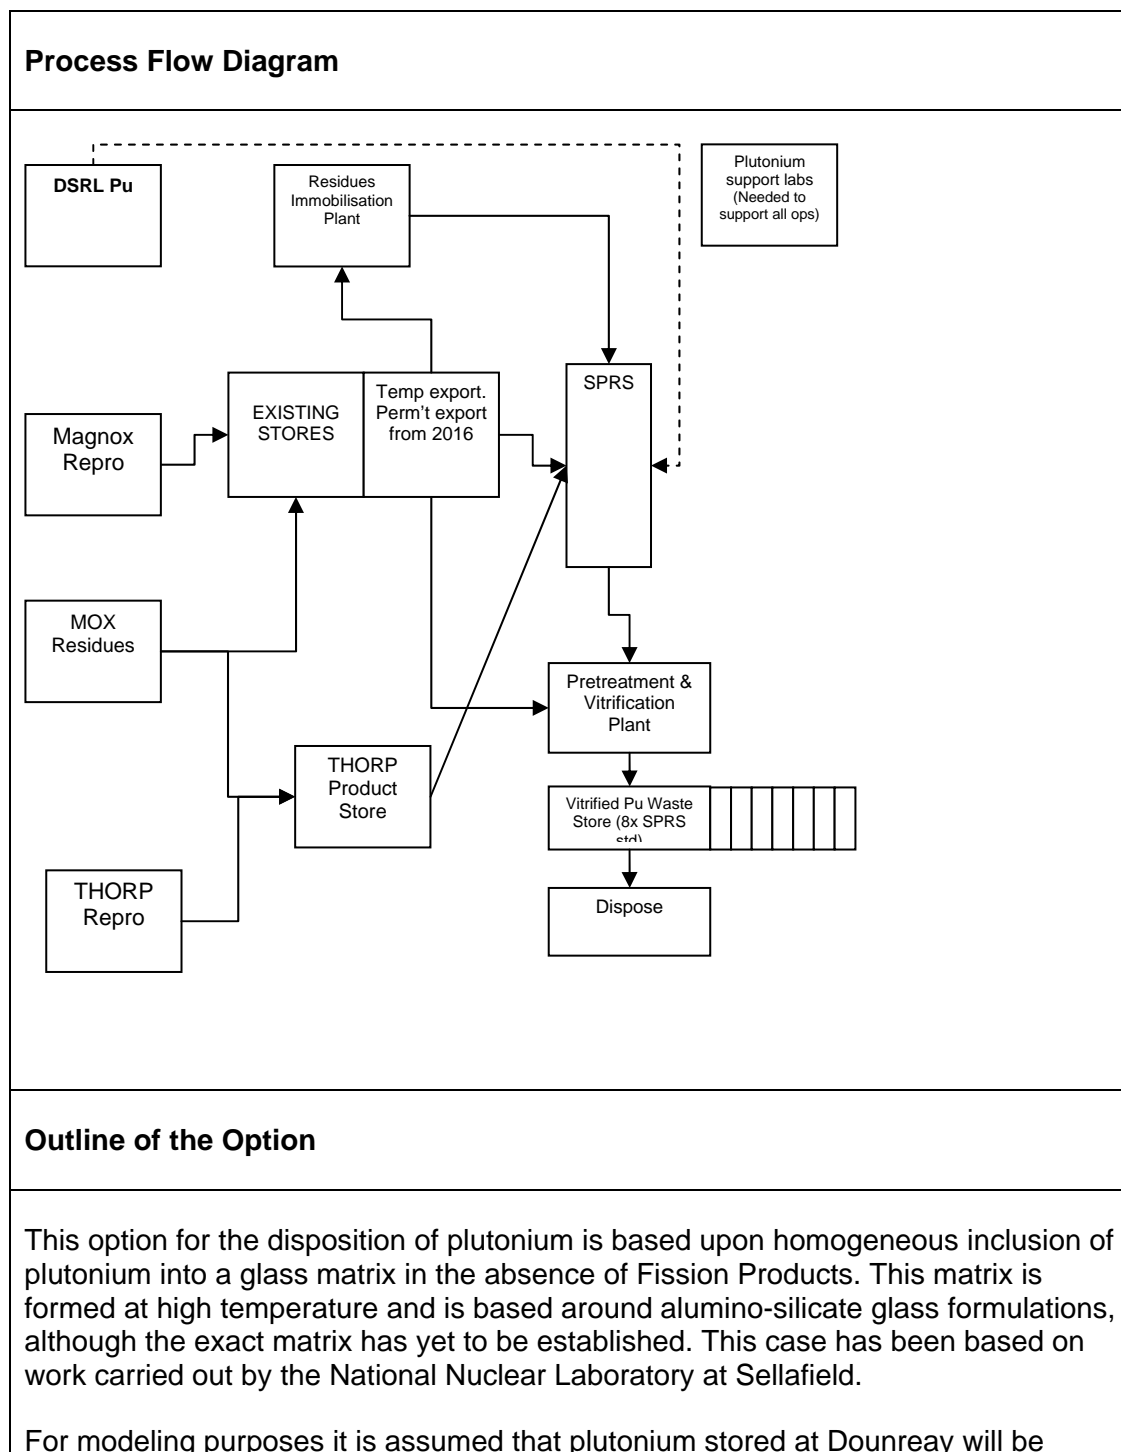 Process Flow Diagram
DSRL Pu
Residues
Immobilisation
Plant
Plutonium
support labs
(Needed to
support all ops)
SPRS
Temp export.
Perm't export
from 2016
EXISTING
STORES
Magnox
Repro
MOX
Residues
Pretreatment &
Vitrification
Plant
THORP
Product
Store
Vitrified Pu Waste
Store (8x SPRS
std)
THORP
Repro
Dispose
Outline of the Option
This option for the disposition of plutonium is based upon homogeneous inclusion of
plutonium into a glass matrix in the absence of Fission Products. This matrix is
formed at high temperature and is based around alumino-silicate glass formulations,
although the exact matrix has yet to be established. This case has been based on
work carried out by the National Nuclear Laboratory at Sellafield.
For modeling purposes it is assumed that plutonium stored at Dounreay will be